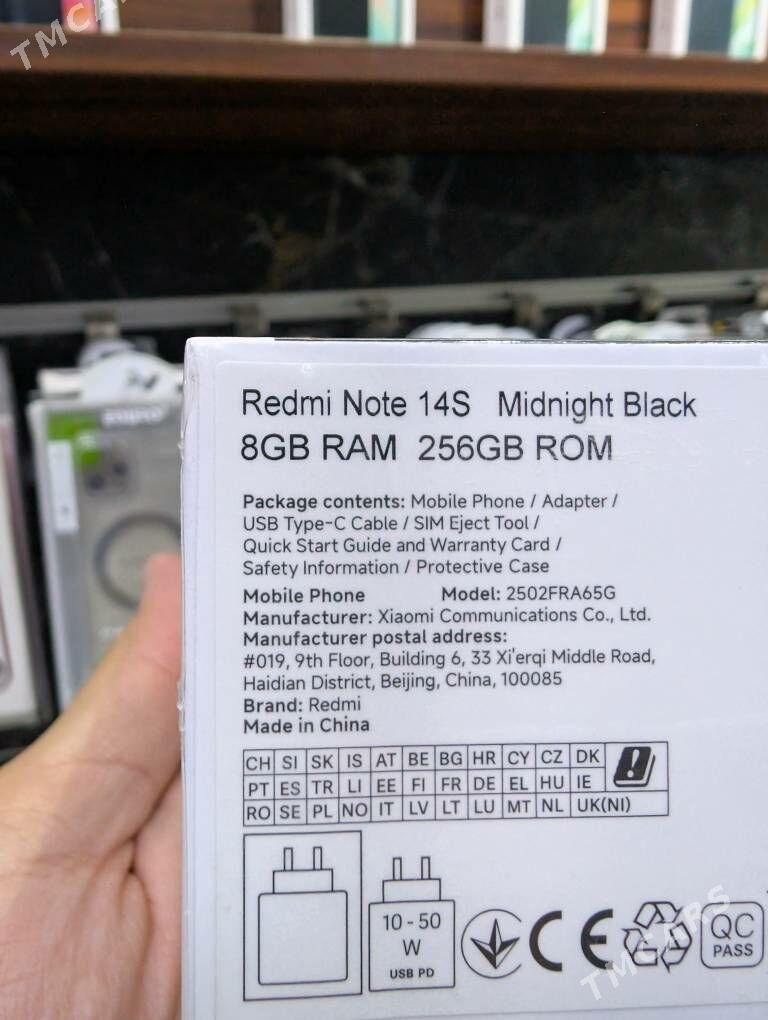 TMCARS
Redmi Note 14S Midnight Black
8GB RAM 256GB ROM
Package contents: Mobile Phone / Adapter /
USB Type-C Cable / SIM Eject Tool /
Quick Start Guide and Warranty Card /
Safety Information / Protective Case
Mobile Phone Model: 2502FRA65G
Manufacturer: Xiaomi Communications Co., Ltd.
Manufacturer postal address:
#019, 9th Floor, Building 6, 33 Xi'erqi Middle Road,
Haidian District, Beijing, China, 100085
Brand: Redmi
Made in China
CH SI SK IS AT BE BG HR CY CZ DK
PT ES TR LI EE FI FR DE EL HU IE
RO SE PL NO IT LV LT LU MT NL UK(NI)
10 - 50
W
USB PD
CE
QC
PASS
TMCARS